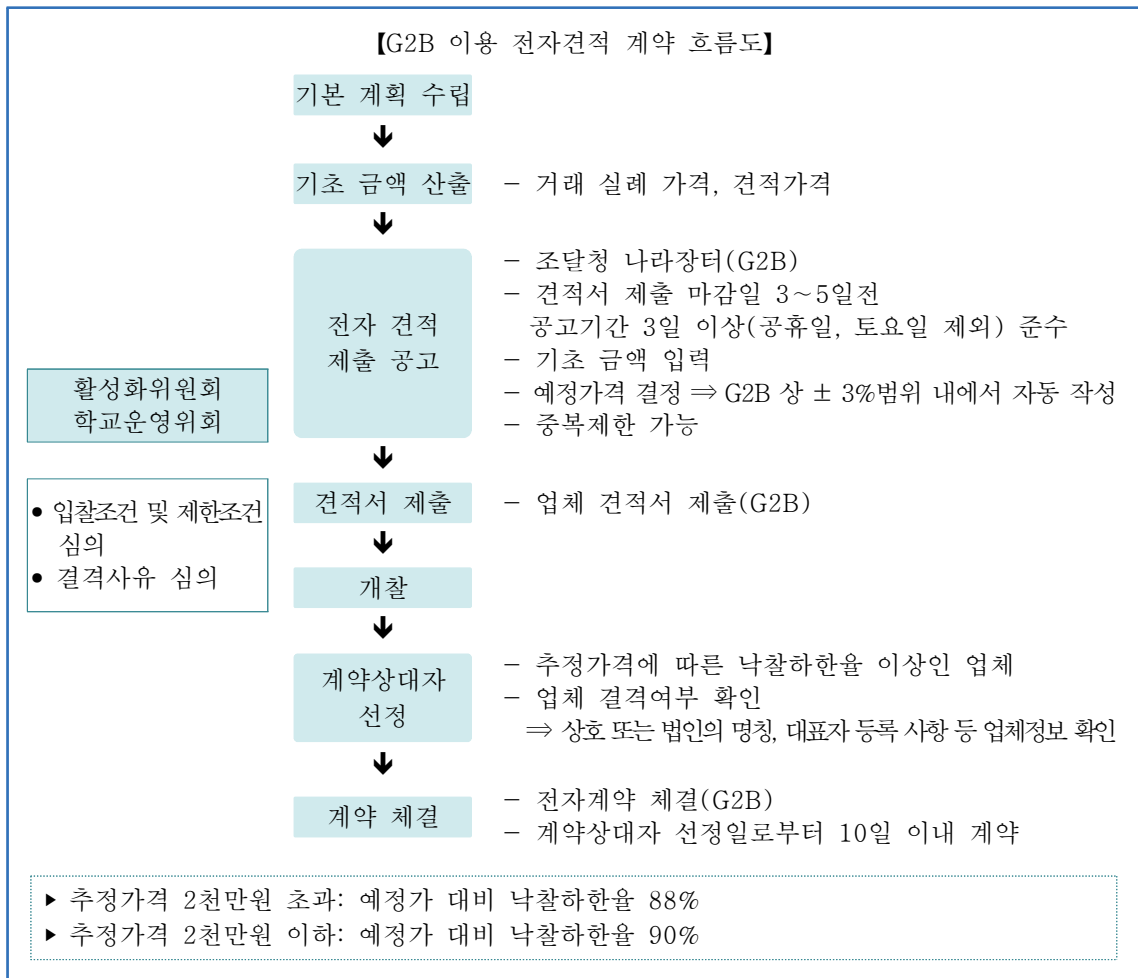 【G2B 이용 전자견적 계약 흐름도】
기본 계획 수립
기초 금액 산출
- 거래 실례 가격, 견적가격
전자 견적
제출 공고
- 조달청 나라장터(G2B)
- 견적서 제출 마감일 3~5일전
공고기간 3일 이상(공휴일, 토요일 제외) 준수
- 기초 금액 입력
- 예정가격 결정 ⇒ G2B 상 ± 3%범위 내에서 자동 작성
- 중복제한 가능
활성화위원회
학교운영위회
● 입찰조건 및 제한조건
심의
● 결격사유 심의
견적서 제출
- 업체 견적서 제출(G2B)
개찰
계약상대자
선정
- 추정가격에 따른 낙찰하한율 이상인 업체
- 업체 결격여부 확인
⇒ 상호 또는 법인의 명칭, 대표자 등록 사항 등 업체정보 확인
계약 체결
- 전자계약 체결(G2B)
- 계약상대자 선정일로부터 10일 이내 계약
▶ 추정가격 2천만원 초과: 예정가 대비 낙찰하한율 88%
▶ 추정가격 2천만원 이하: 예정가 대비 낙찰하한율 90%